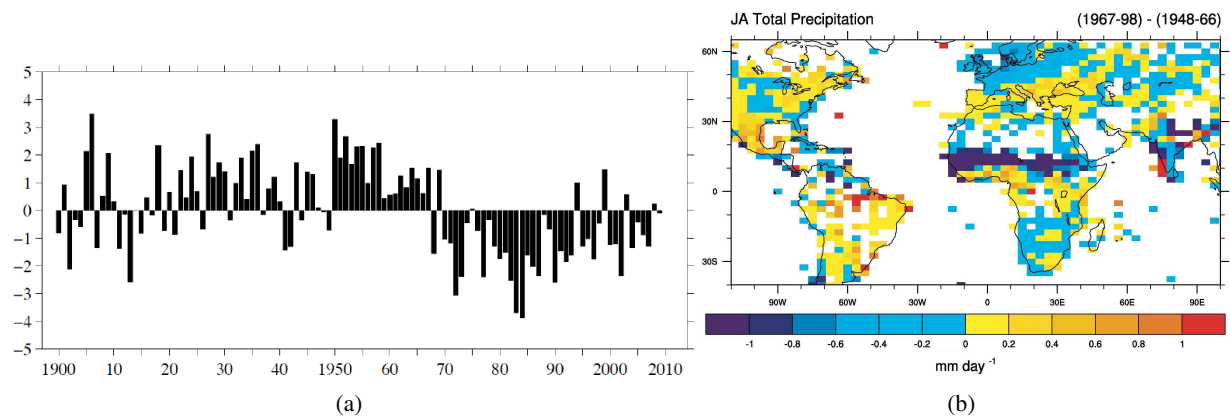 5
4
3
2
1
0
−1
−2
−3
−4
−5
1900 10 20 30 40 1950 60 70 80 90 2000 2010
(a)
JA Total Precipitation (1967-98) - (1948-66)
60N
30N
0
30S
90W 60W 30W 0 30E 60E 90E
-1 -0.8 -0.6 -0.4 -0.2 0 0.2 0.4 0.6 0.8 1
mm day -1
(b)